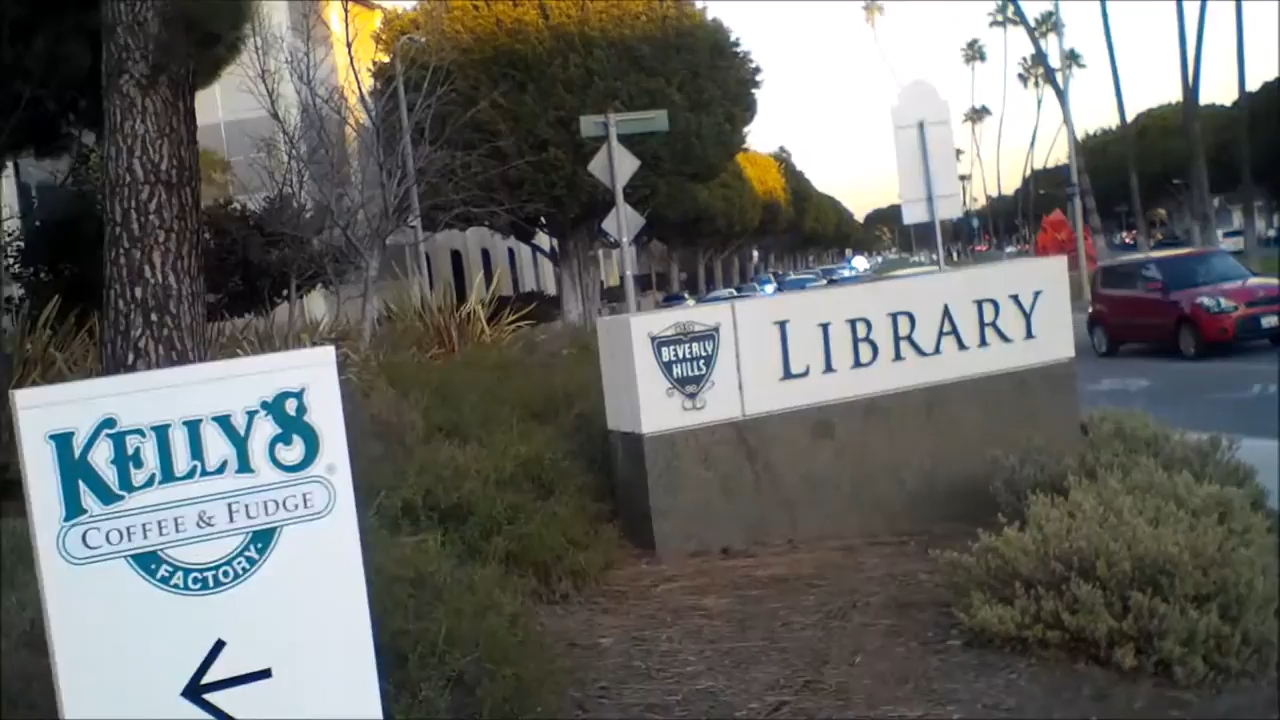 KELLY'S
COFFEE & FUDGE
·FACTORY·
BEVERLY
HILLS
LIBRARY